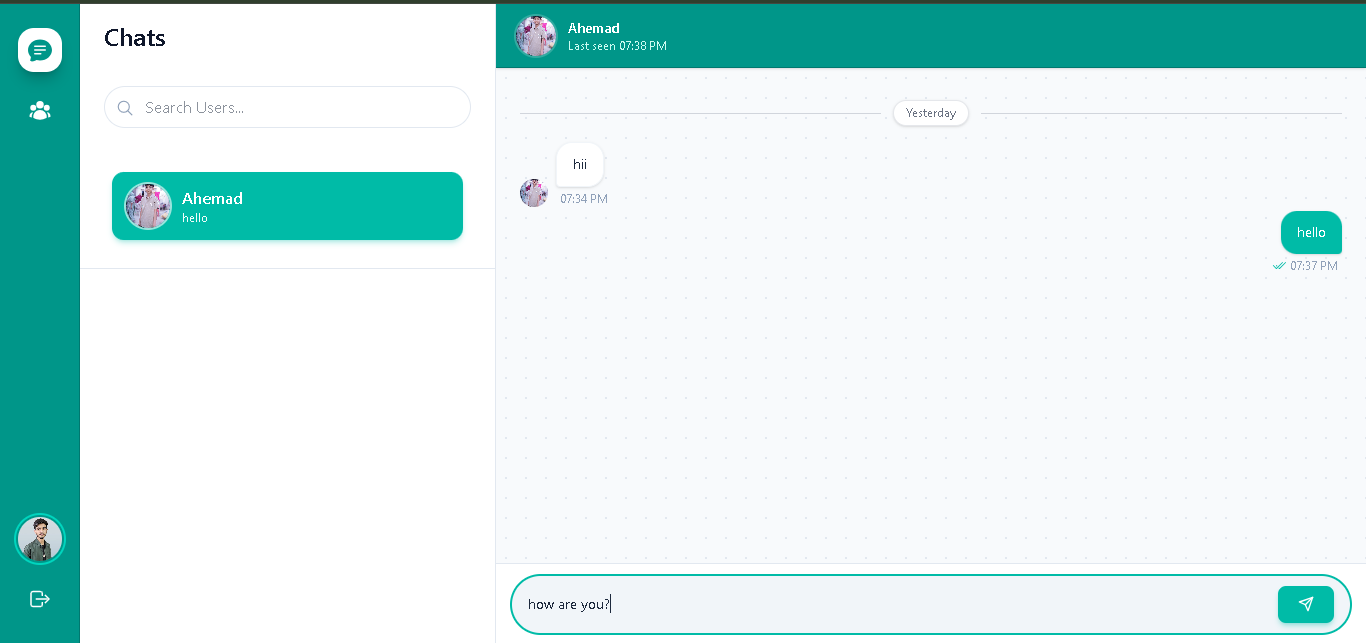 Chats
Search Users...
Ahemad
hello
Ahemad
Last seen 07:38 PM
Yesterday
hii
07:34 PM
hello
07:37 PM
how are you?